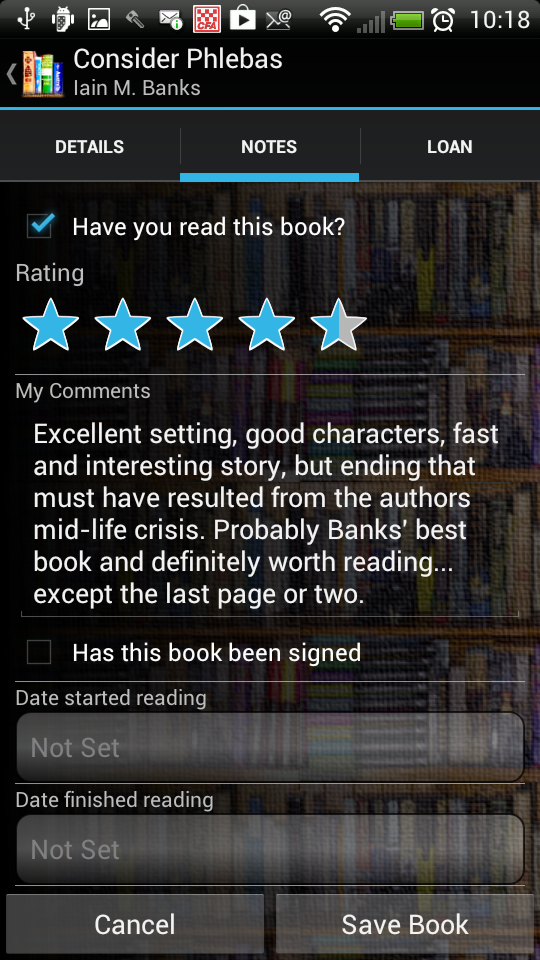 10:18
Consider Phlebas
Iain M. Banks
DETAILS
NOTES
LOAN
Have you read this book?
Rating
My Comments
Excellent setting, good characters, fast
and interesting story, but ending that
must have resulted from the authors
mid-life crisis. Probably Banks' best
book and definitely worth reading...
except the last page or two.
Has this book been signed
Date started reading
Not Set
Date finished reading
Not Set
Cancel
Save Book